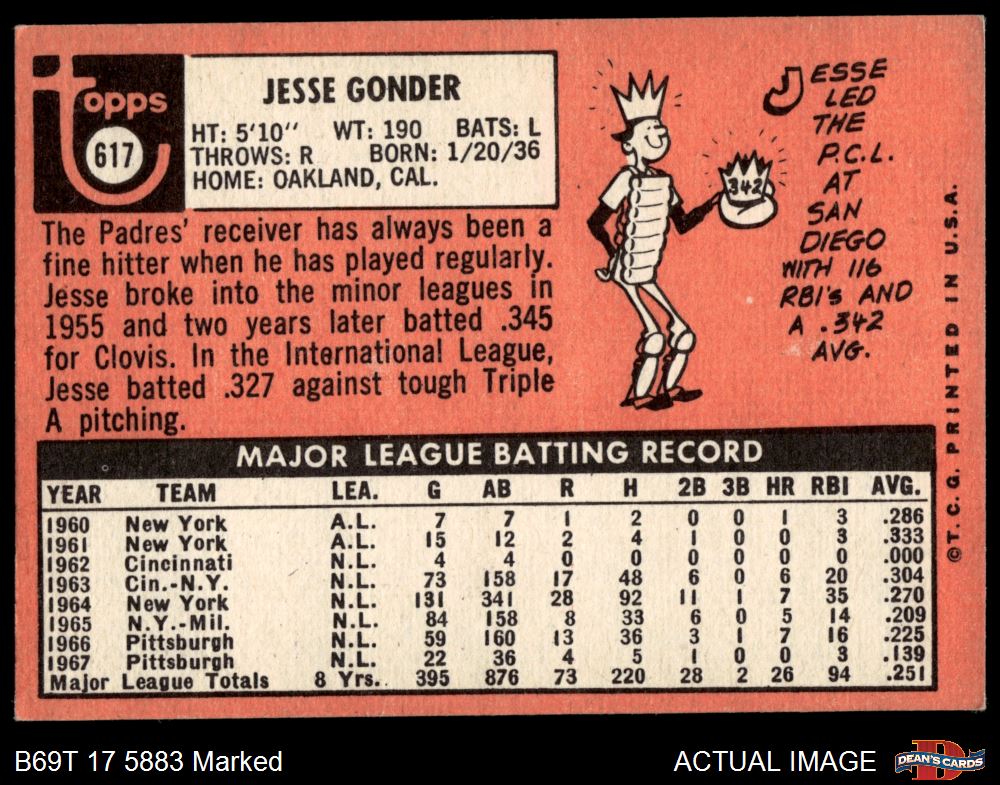 Topps
617
JESSE GONDER
HT: 5'10" WT: 190 BATS: L
THROWS: R BORN: 1/20/36
HOME: OAKLAND, CAL.
The Padres' receiver has always been a
fine hitter when he has played regularly.
Jesse broke into the minor leagues in
1955 and two years later batted .345
for Clovis. In the International League,
Jesse batted .327 against tough Triple
A pitching.
342
JESSE
LED
THE
P.C.L.
AT
SAN
DIEGO
WITH 116
RBI's AND
A .342
AVG.
MAJOR LEAGUE BATTING RECORD
YEAR TEAM LEA. G AB R H 2B 3B HR RBI AVG.
1960 New York A.L. 7 7 1 2 0 0 1 3 .286
1961 New York A.L. 15 12 2 4 1 0 0 3 .333
1962 Cincinnati N.L. 4 4 0 0 0 0 0 0 .000
1963 Cin.-N.Y. N.L. 73 158 17 48 6 0 6 20 .304
1964 New York N.L. 131 341 28 92 11 1 7 35 .270
1965 N.Y.-Mil. N.L. 84 158 8 33 6 0 5 14 .209
1966 Pittsburgh N.L. 59 160 13 36 3 1 7 16 .225
1967 Pittsburgh N.L. 22 36 4 5 1 0 0 3 .139
Major League Totals 8 Yrs. 395 876 73 220 28 2 26 94 .251
©T. C. G. PRINTED IN U.S.A.
B69T 17 5883 Marked
ACTUAL IMAGE
D
DEAN'S CARDS